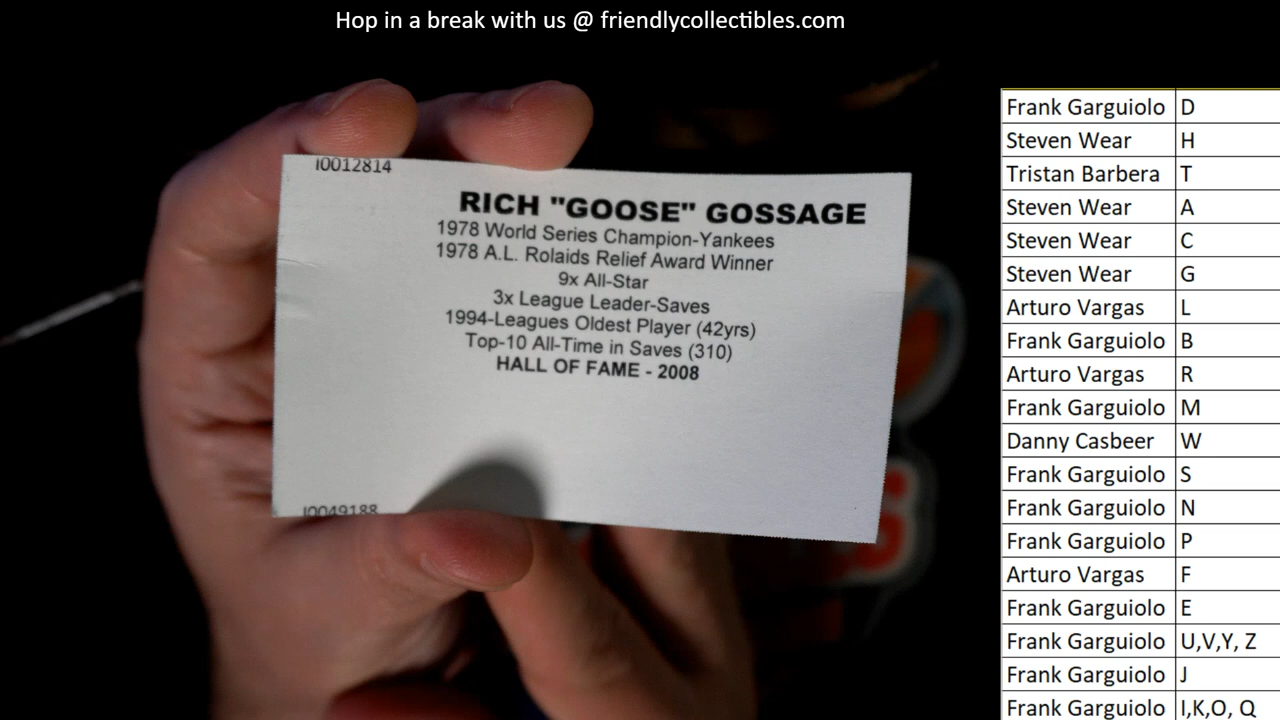 Hop in a break with us @ friendlycollectibles.com
I0012814
RICH "GOOSE" GOSSAGE
1978 World Series Champion-Yankees
1978 A.L. Rolaids Relief Award Winner
9x All-Star
3x League Leader-Saves
1994-Leagues Oldest Player (42yrs)
Top-10 All-Time in Saves (310)
HALL OF FAME - 2008
I0049188
Frank Garguiolo D
Steven Wear H
Tristan Barbera T
Steven Wear A
Steven Wear C
Steven Wear G
Arturo Vargas L
Frank Garguiolo B
Arturo Vargas R
Frank Garguiolo M
Danny Casbeer W
Frank Garguiolo S
Frank Garguiolo N
Frank Garguiolo P
Arturo Vargas F
Frank Garguiolo E
Frank Garguiolo U,V,Y, Z
Frank Garguiolo J
Frank Garguiolo I,K,O, Q